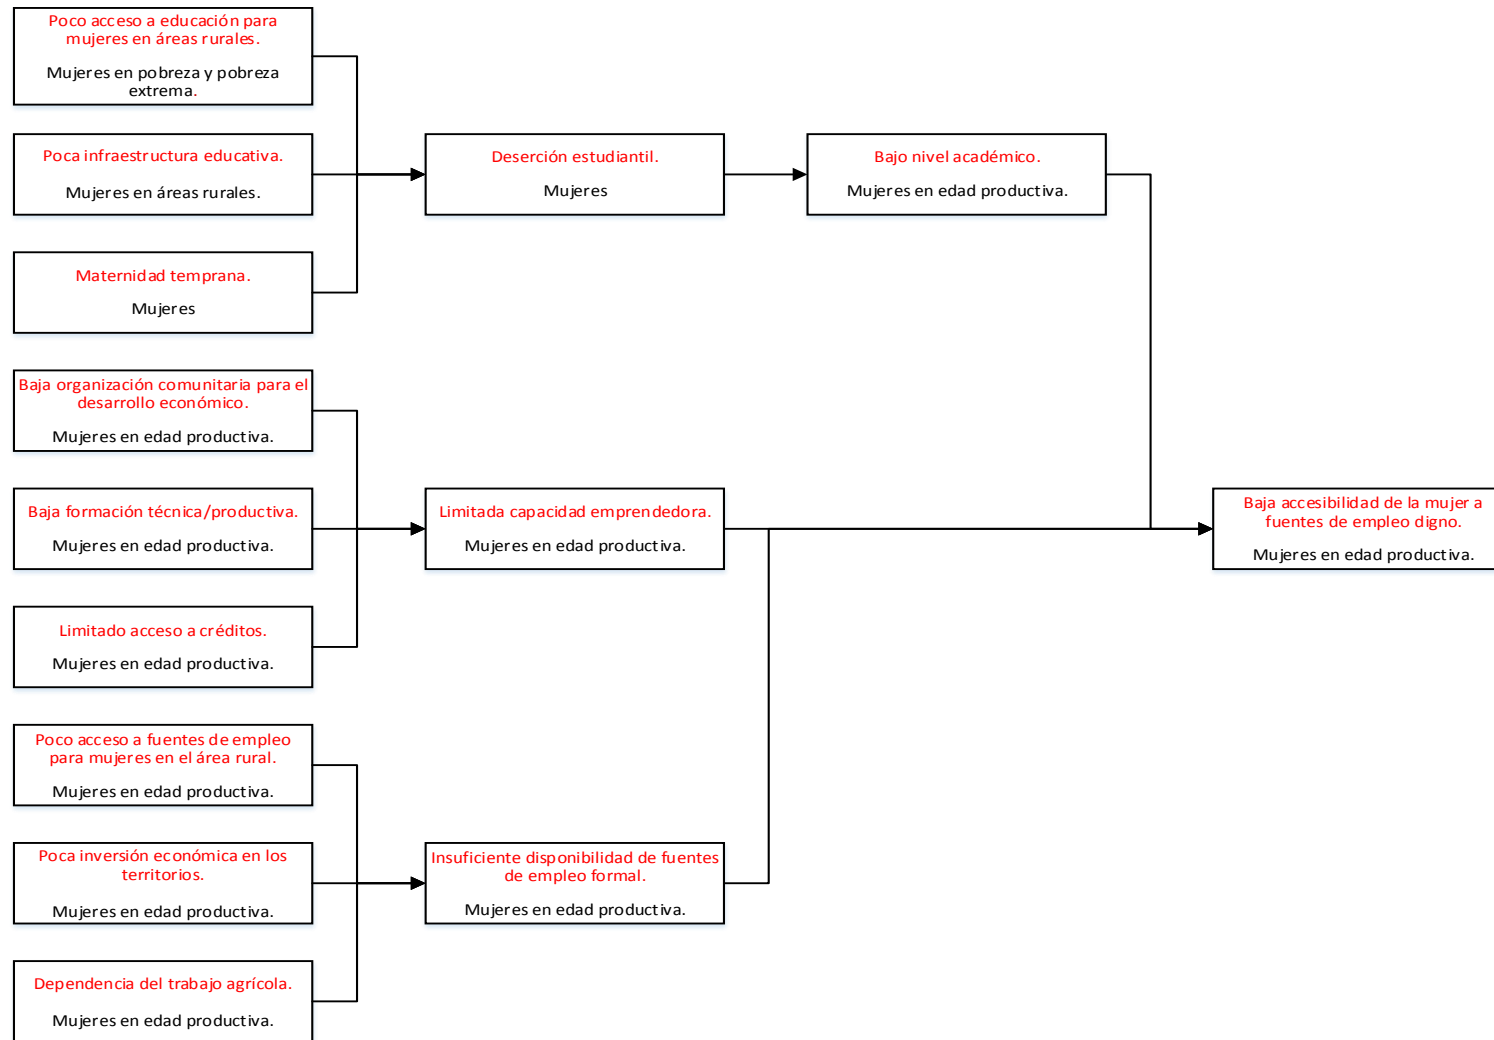 Poco acceso a educación para
mujeres en áreas rurales.
Mujeres en pobreza y pobreza
extrema.
Poca infraestructura educativa.
Mujeres en áreas rurales.
Maternidad temprana.
Mujeres
Deserción estudiantil.
Mujeres
Bajo nivel académico.
Mujeres en edad productiva.
Baja organización comunitaria para el
desarrollo económico.
Mujeres en edad productiva.
Baja formación técnica/productiva.
Mujeres en edad productiva.
Limitado acceso a créditos.
Mujeres en edad productiva.
Limitada capacidad emprendedora.
Mujeres en edad productiva.
Poco acceso a fuentes de empleo
para mujeres en el área rural.
Mujeres en edad productiva.
Poca inversión económica en los
territorios.
Mujeres en edad productiva.
Dependencia del trabajo agrícola.
Mujeres en edad productiva.
Insuficiente disponibilidad de fuentes
de empleo formal.
Mujeres en edad productiva.
Baja accesibilidad de la mujer a
fuentes de empleo digno.
Mujeres en edad productiva.